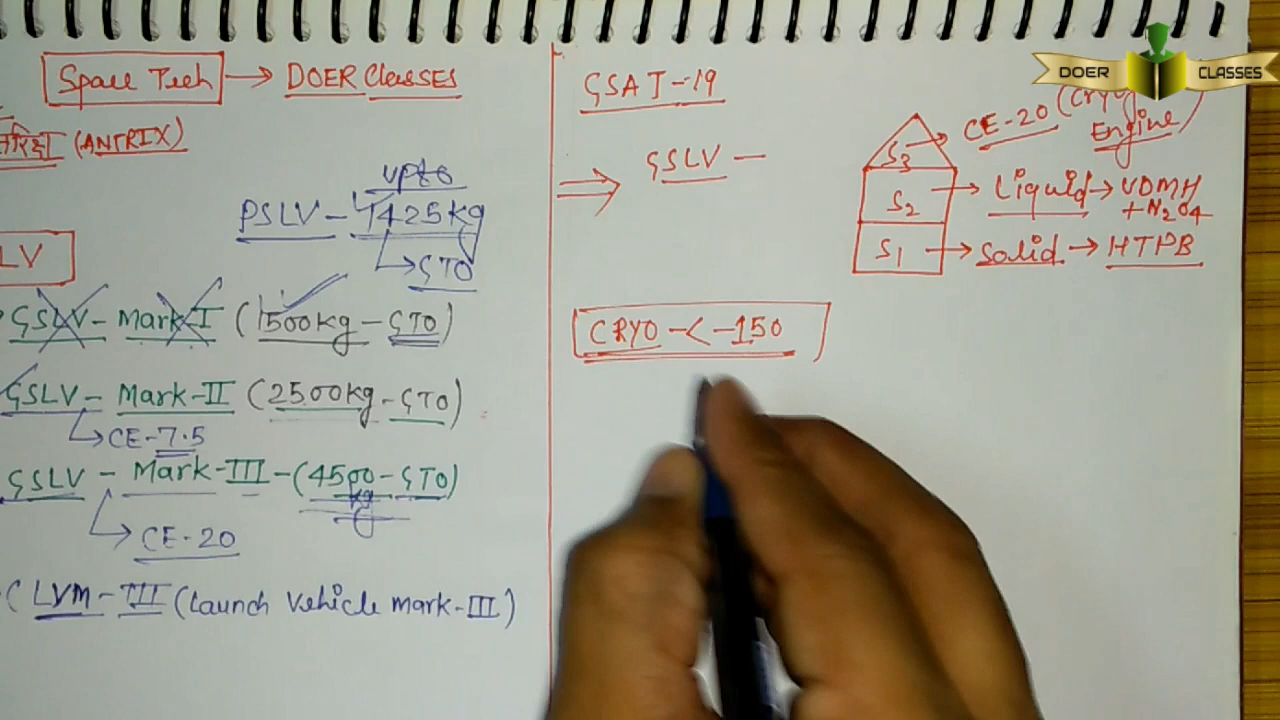 Space Tech → DOER CLASSES
(ANTRIX)
upto
PSLV - 1425kg
→ GTO
LV
GSLV - Mark-I (1500kg - GTO)
GSLV - Mark-II (2500kg - GTO)
→ CE-7.5
GSLV - Mark-III - (4500 - GTO)
kg
→ CE-20
(LVM-III (Launch Vehicle mark-III)
GSAT-19
⇒ GSLV -
S3 → CE-20 (Cryo
Engine)
S2 → Liquid → UDMH
+ N2O4
S1 → Solid → HTPB
CRYO - < -150
DOER CLASSES